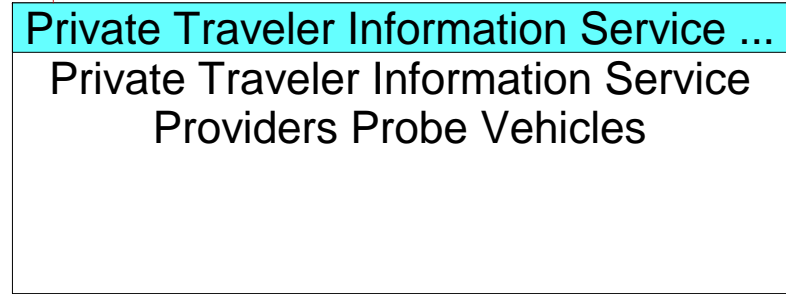 Private Traveler Information Service ...
Private Traveler Information Service
Providers Probe Vehicles